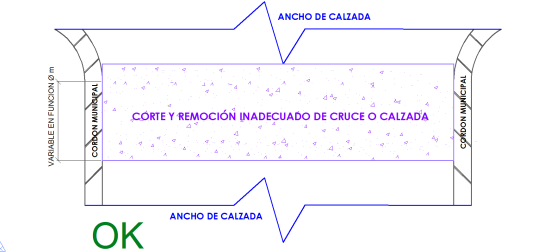 ANCHO DE CALZADA
VARIABLE EN FUNCION Ø m
CORDON MUNICIPAL
CORTE Y REMOCIÓN INADECUADO DE CRUCE O CALZADA
CORDON MUNICIPAL
ANCHO DE CALZADA
OK